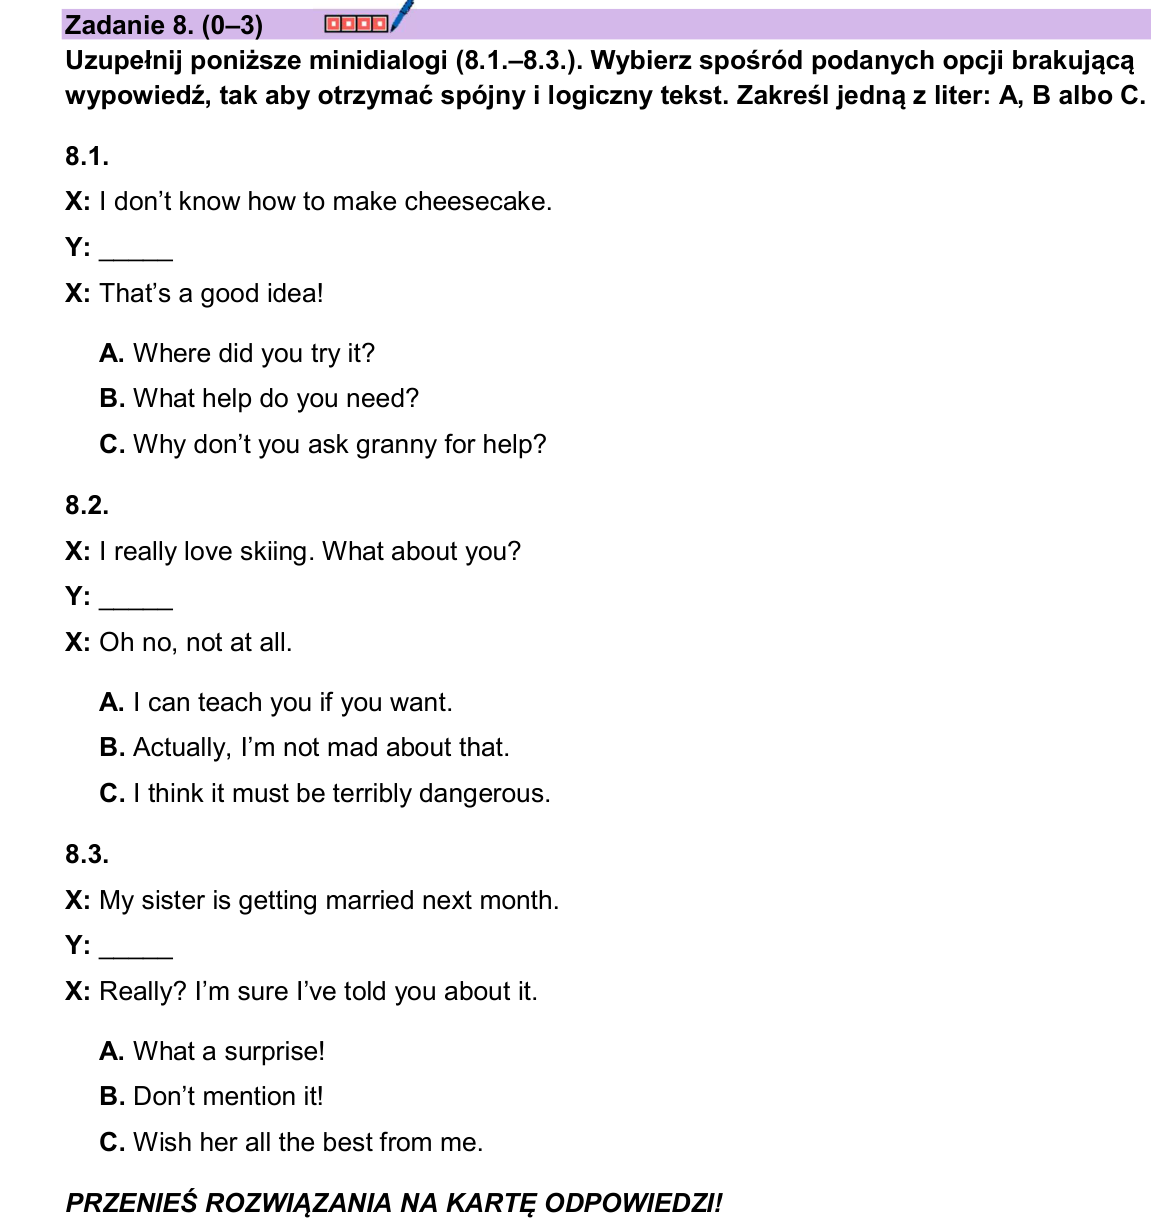 Zadanie 8. (0–3)
Uzupełnij poniższe minidialogi (8.1.–8.3.). Wybierz spośród podanych opcji brakującą
wypowiedź, tak aby otrzymać spójny i logiczny tekst. Zakreśl jedną z liter: A, B albo C.
8.1.
X: I don’t know how to make cheesecake.
Y: _____
X: That’s a good idea!
A. Where did you try it?
B. What help do you need?
C. Why don’t you ask granny for help?
8.2.
X: I really love skiing. What about you?
Y: _____
X: Oh no, not at all.
A. I can teach you if you want.
B. Actually, I’m not mad about that.
C. I think it must be terribly dangerous.
8.3.
X: My sister is getting married next month.
Y: _____
X: Really? I’m sure I’ve told you about it.
A. What a surprise!
B. Don’t mention it!
C. Wish her all the best from me.
PRZENIEŚ ROZWIĄZANIA NA KARTĘ ODPOWIEDZI!